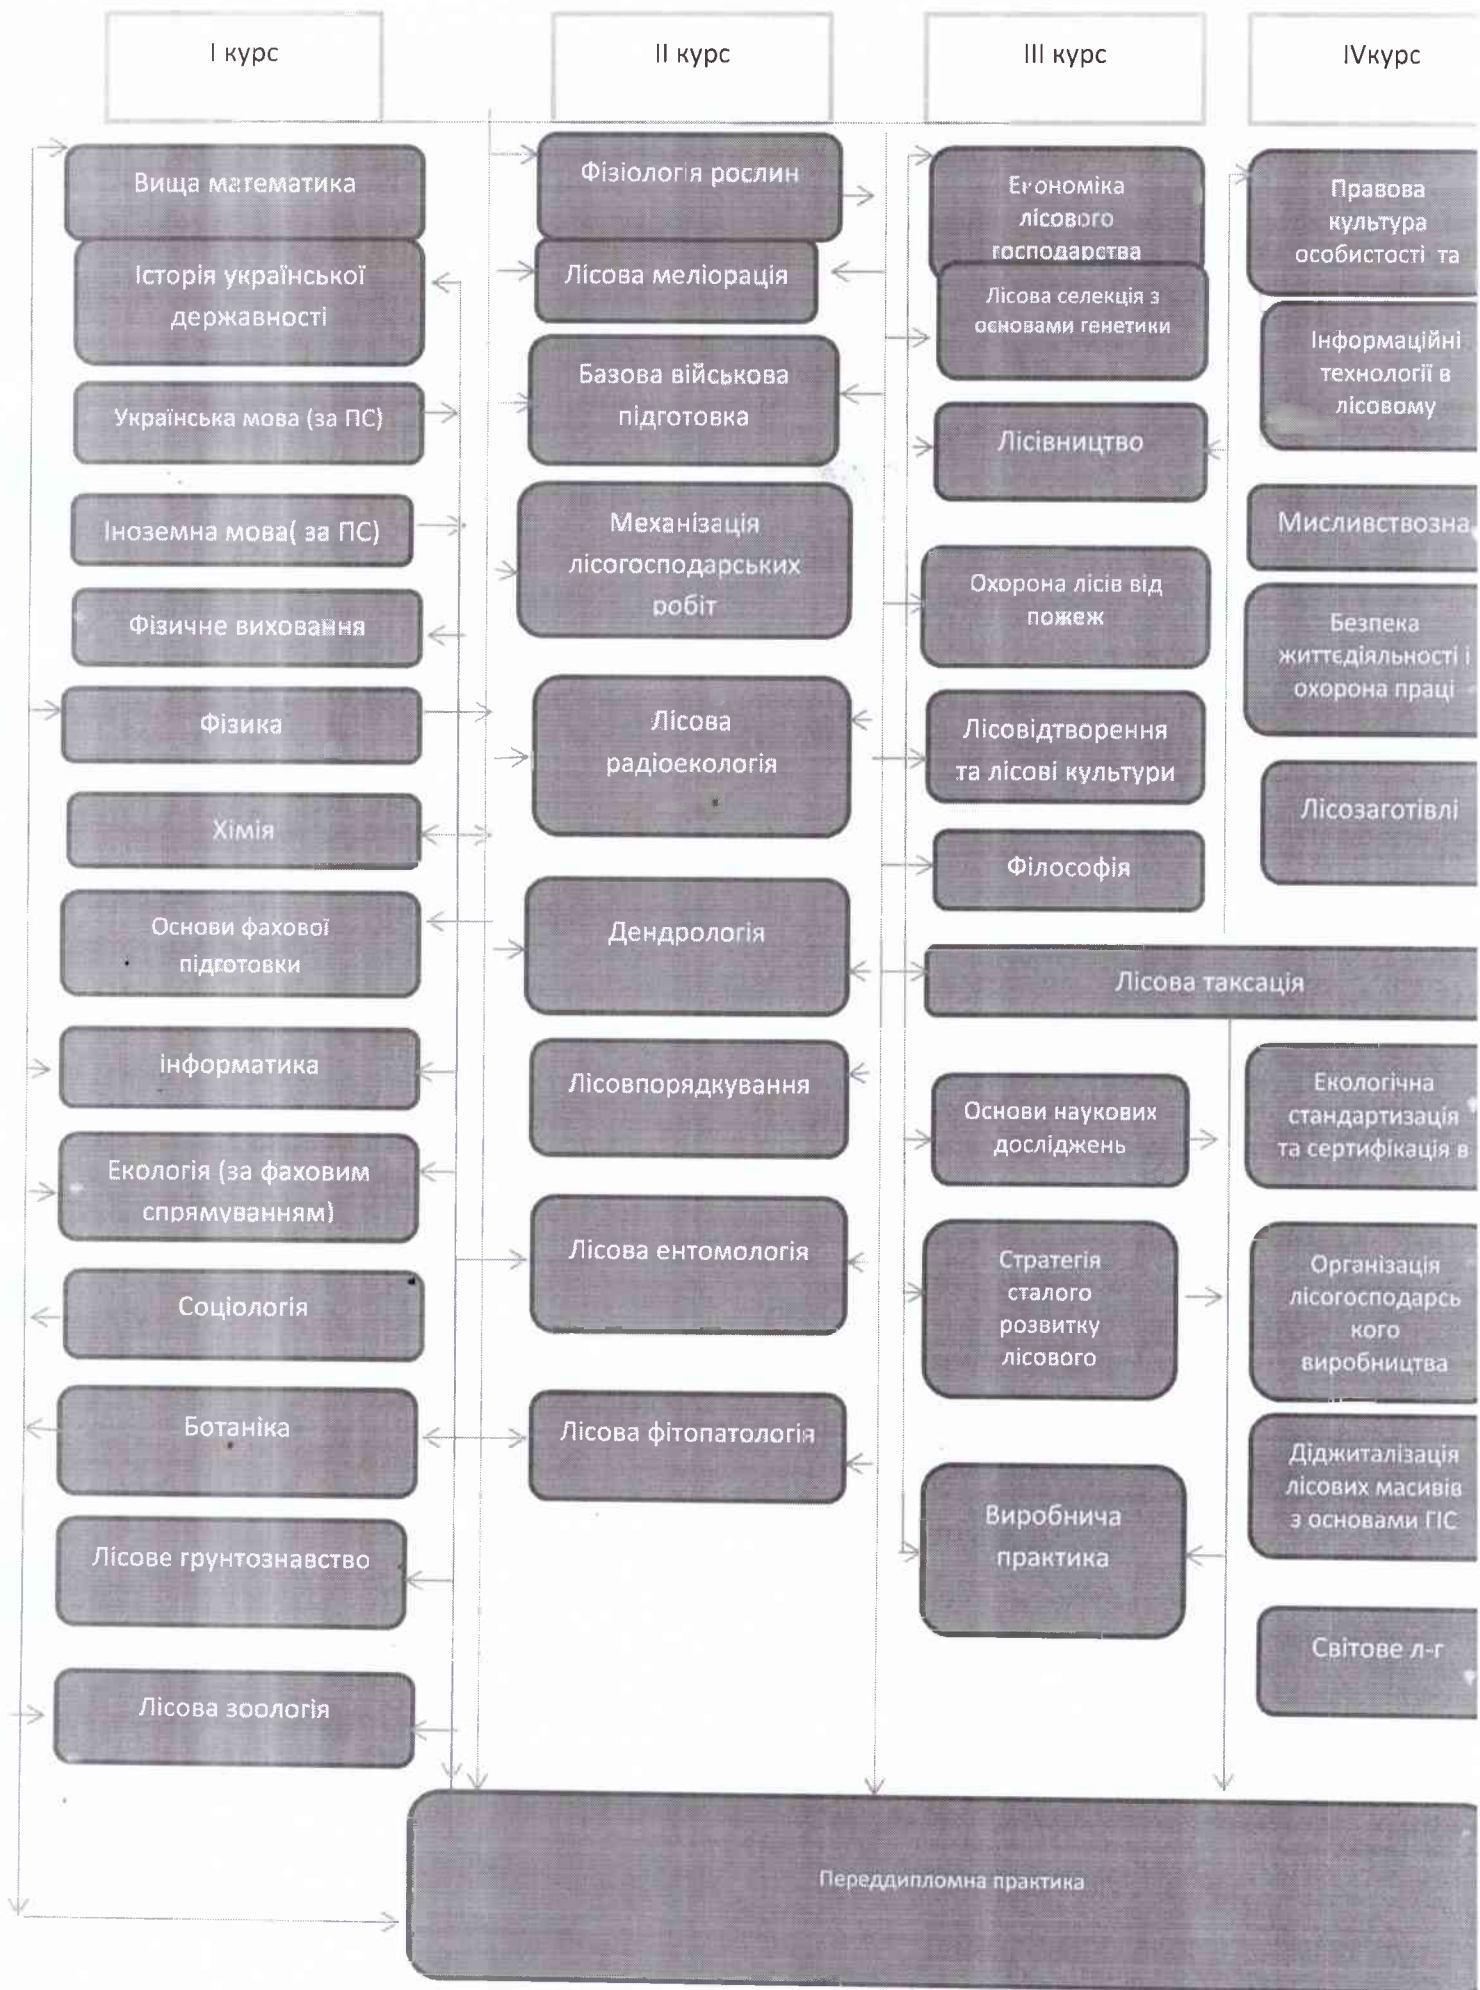 І курс
ІІ курс
ІІІ курс
ІVкурс
Вища математика
Історія української
державності
Українська мова (за ПС)
Іноземна мова( за ПС)
Фізичне виховання
Фізика
Хімія
Основи фахової
підготовки
інформатика
Екологія (за фаховим
спрямуванням)
Соціологія
Ботаніка
Лісове грунтознавство
Лісова зоологія
Фізіологія рослин
Лісова меліорація
Базова військова
підготовка
Механізація
лісогосподарських
робіт
Лісова
радіоекологія
Дендрологія
Лісовпорядкування
Лісова ентомологія
Лісова фітопатологія
Економіка
лісового
господарства
Лісова селекція з
основами генетики
Лісівництво
Охорона лісів від
пожеж
Лісовідтворення
та лісові культури
Філософія
Лісова таксація
Основи наукових
досліджень
Стратегія
сталого
розвитку
лісового
Виробнича
практика
Правова
культура
особистості та
Інформаційні
технології в
лісовому
Мисливствозна
Безпека
життєдіяльності і
охорона праці
Лісозаготівлі
Екологічна
стандартизація
та сертифікація в
Організація
лісогосподарсь
кого
виробництва
Діджиталізація
лісових масивів
з основами ГІС
Світове л-г
Переддипломна практика